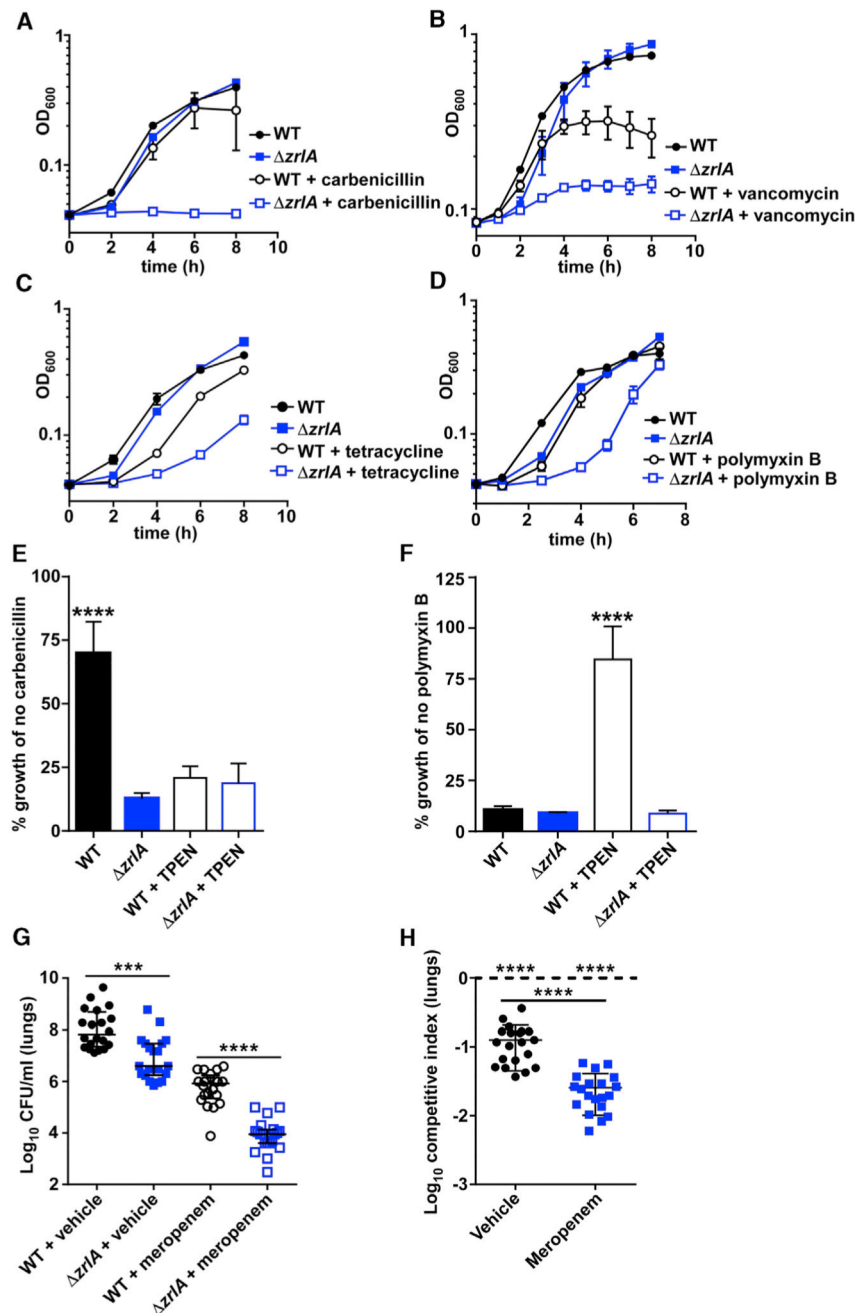 A
OD600
1
0.1
0 2 4 6 8 10
time (h)
WT
ΔzrlA
WT + carbenicillin
ΔzrlA + carbenicillin
B
OD600
1
0.1
0 2 4 6 8 10
time (h)
WT
ΔzrlA
WT + vancomycin
ΔzrlA + vancomycin
C
OD600
1
0.1
0 2 4 6 8 10
time (h)
WT
ΔzrlA
WT + tetracycline
ΔzrlA + tetracycline
D
OD600
1
0.1
0 2 4 6 8
time (h)
WT
ΔzrlA
WT + polymyxin B
ΔzrlA + polymyxin B
E
% growth of no carbenicillin
100
75
50
25
0
****
WT
ΔzrlA
WT + TPEN
ΔzrlA + TPEN
F
% growth of no polymyxin B
125
100
75
50
25
0
****
WT
ΔzrlA
WT + TPEN
ΔzrlA + TPEN
G
Log10 CFU/ml (lungs)
10
8
6
4
2
***
****
WT + vehicle
ΔzrlA + vehicle
WT + meropenem
ΔzrlA + meropenem
H
Log10 competitive index (lungs)
0
-1
-2
-3
**** ****
****
Vehicle
Meropenem